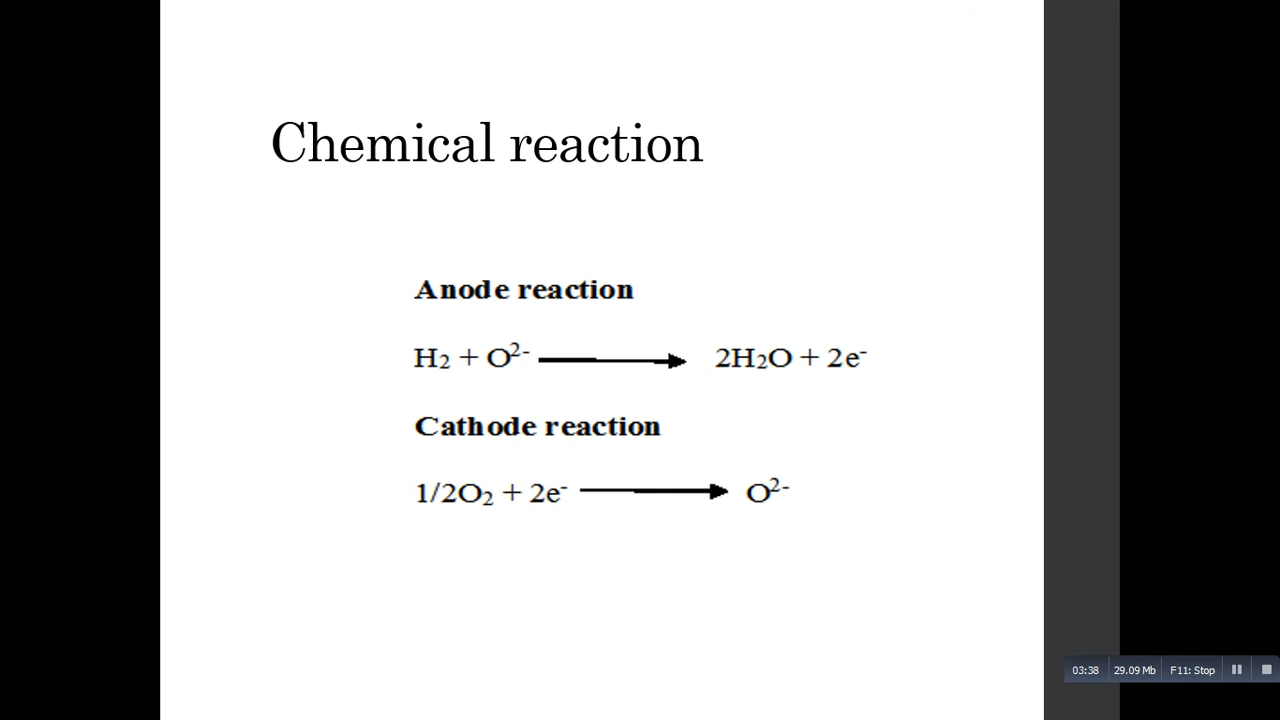 Chemical reaction
Anode reaction
H₂ + O²⁻ ⟶ 2H₂O + 2e⁻
Cathode reaction
1/2O₂ + 2e⁻ ⟶ O²⁻
03:38 29.09 Mb F11: Stop